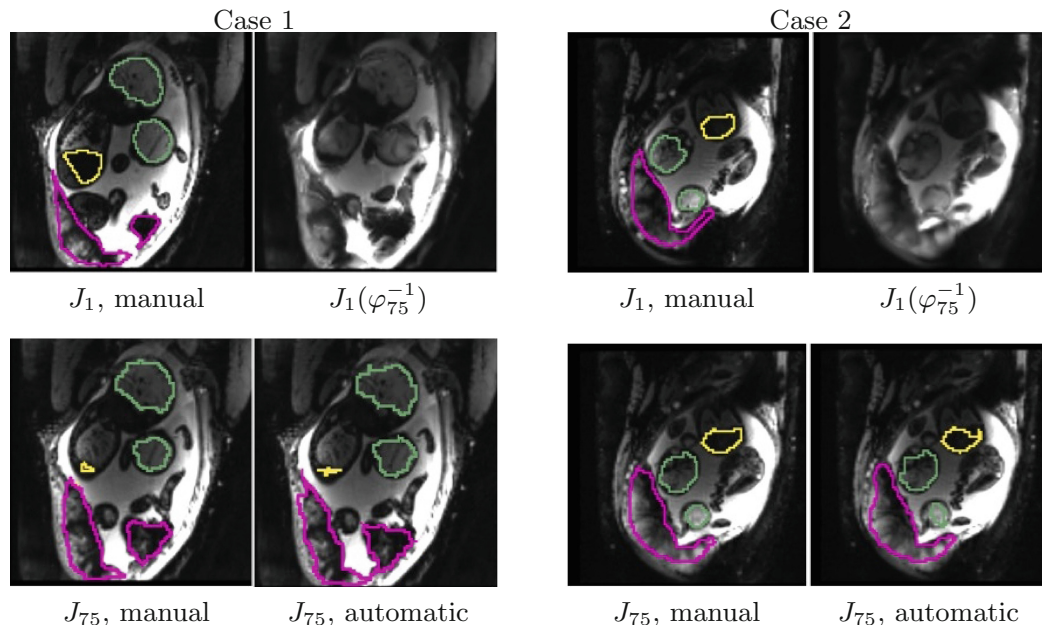 Case 1 Case 2
J₁, manual J₁(φ₇₅⁻¹) J₁, manual J₁(φ₇₅⁻¹)
J₇₅, manual J₇₅, automatic J₇₅, manual J₇₅, automatic